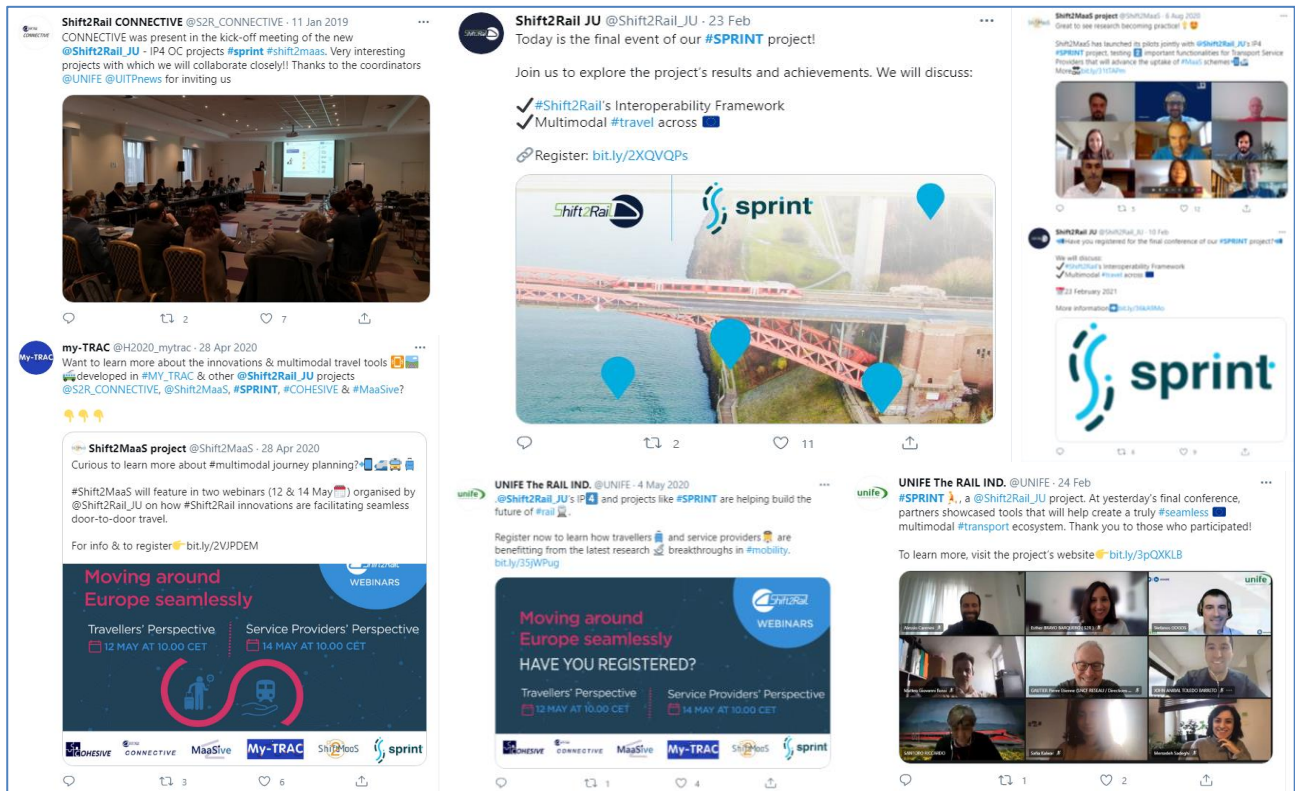 Shift2Rail CONNECTIVE @S2R_CONNECTIVE · 11 Jan 2019
CONNECTIVE was present in the kick-off meeting of the new
@Shift2Rail_JU - IP4 OC projects #sprint #shift2maas. Very interesting
projects with which we will collaborate closely!! Thanks to the coordinators
@UNIFE @UITPnews for inviting us
2
7
my-TRAC @H2020_mytrac · 28 Apr 2020
Want to learn more about the innovations & multimodal travel tools
developed in #MY_TRAC & other @Shift2Rail_JU projects
@S2R_CONNECTIVE, @Shift2MaaS, #SPRINT, #COHESIVE & #MaaSive?
Shift2MaaS project @Shift2MaaS · 28 Apr 2020
Curious to learn more about #multimodal journey planning?
#Shift2MaaS will feature in two webinars (12 & 14 May) organised by
@Shift2Rail_JU on how #Shift2Rail innovations are facilitating seamless
door-to-door travel.
For info & to register bit.ly/2VJPDEM
Shift2Rail
WEBINARS
Moving around
Europe seamlessly
Travellers' Perspective
12 MAY AT 10.00 CET
Service Providers' Perspective
14 MAY AT 10.00 CET
COHESIVE
CONNECTIVE
MaaSive
My-TRAC
Shift2MaaS
sprint
3
6
Shift2Rail JU @Shift2Rail_JU · 23 Feb
Today is the final event of our #SPRINT project!
Join us to explore the project's results and achievements. We will discuss:
✓#Shift2Rail's Interoperability Framework
✓Multimodal #travel across
Register: bit.ly/2XQVQPs
Shift2Rail
sprint
2
11
UNIFE The RAIL IND. @UNIFE · 4 May 2020
.@Shift2Rail_JU's IP4 and projects like #SPRINT are helping build the
future of #rail.
Register now to learn how travellers and service providers are
benefitting from the latest research breakthroughs in #mobility.
bit.ly/35jWPug
Shift2Rail
WEBINARS
Moving around
Europe seamlessly
HAVE YOU REGISTERED?
Travellers' Perspective
12 MAY AT 10.00 CET
Service Providers' Perspective
14 MAY AT 10.00 CET
COHESIVE
CONNECTIVE
MaaSive
My-TRAC
Shift2MaaS
sprint
1
4
Shift2MaaS project @Shift2MaaS · 6 Aug 2020
Great to see research becoming practice!
Shift2MaaS has launched its pilots jointly with @Shift2Rail_JU's IP4
#SPRINT project, testing important functionalities for Transport Service
Providers that will advance the uptake of #MaaS schemes
More
5
12
Shift2Rail JU @Shift2Rail_JU · 10 Feb
Have you registered for the final conference of our #SPRINT project?
We will discuss:
✓#Shift2Rail's Interoperability Framework
✓Multimodal #travel across
23 February 2021
More information
sprint
UNIFE The RAIL IND. @UNIFE · 24 Feb
#SPRINT, a @Shift2Rail_JU project. At yesterday's final conference,
partners showcased tools that will help create a truly #seamless
multimodal #transport ecosystem. Thank you to those who participated!
To learn more, visit the project's website bit.ly/3pQXKLB
unife
1
2